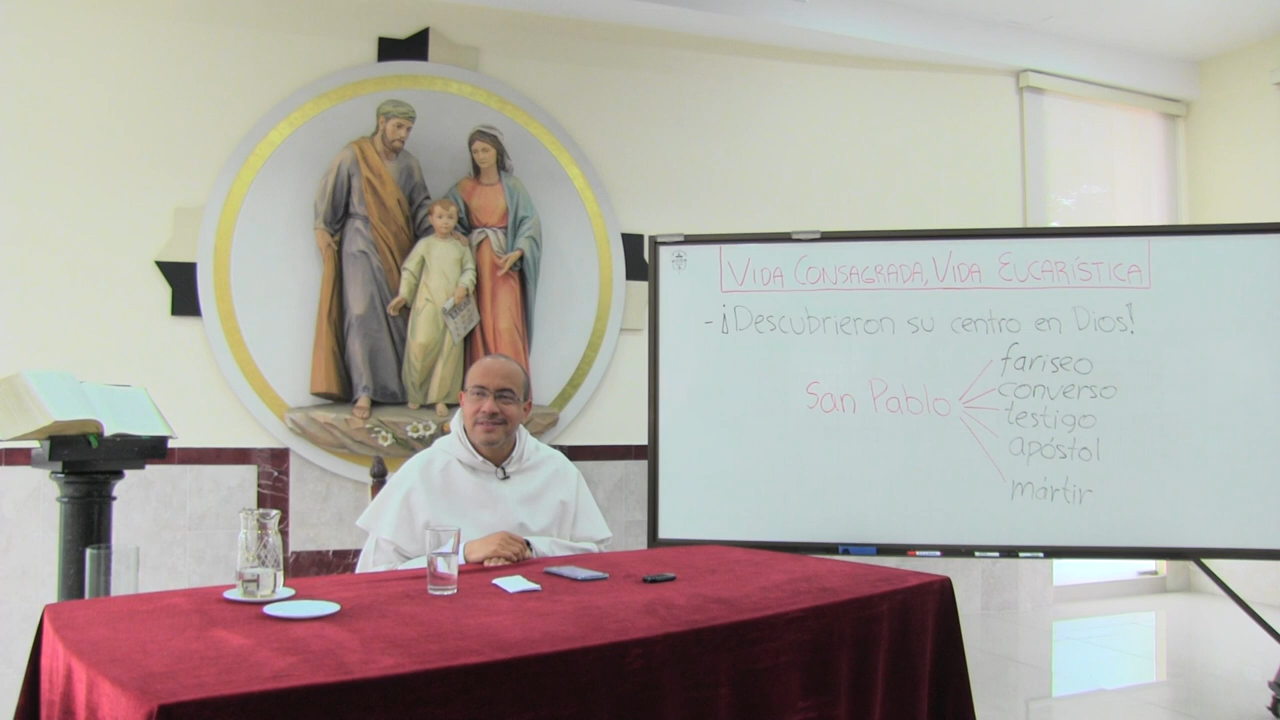 VIDA CONSAGRADA, VIDA EUCARÍSTICA
- ¡Descubrieron su centro en Dios!
San Pablo
fariseo
converso
testigo
apóstol
mártir